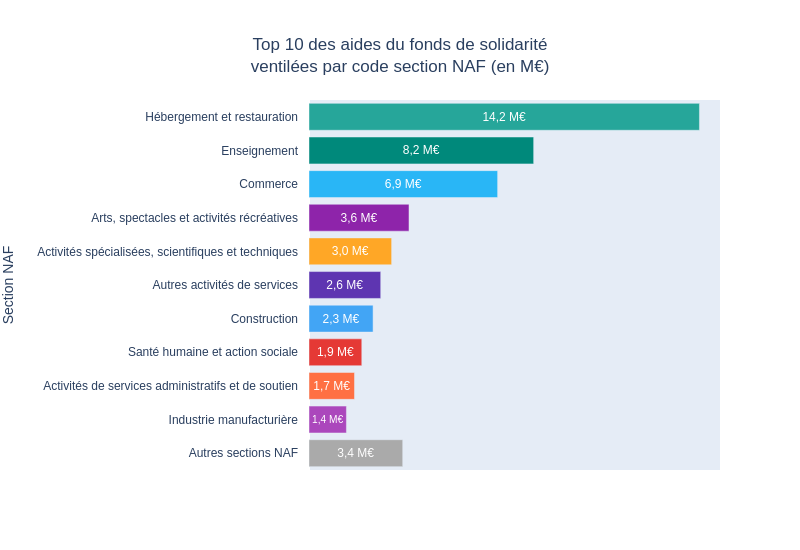 Top 10 des aides du fonds de solidarité
ventilées par code section NAF (en M€)
Section NAF
Hébergement et restauration 14,2 M€
Enseignement 8,2 M€
Commerce 6,9 M€
Arts, spectacles et activités récréatives 3,6 M€
Activités spécialisées, scientifiques et techniques 3,0 M€
Autres activités de services 2,6 M€
Construction 2,3 M€
Santé humaine et action sociale 1,9 M€
Activités de services administratifs et de soutien 1,7 M€
Industrie manufacturière 1,4 M€
Autres sections NAF 3,4 M€